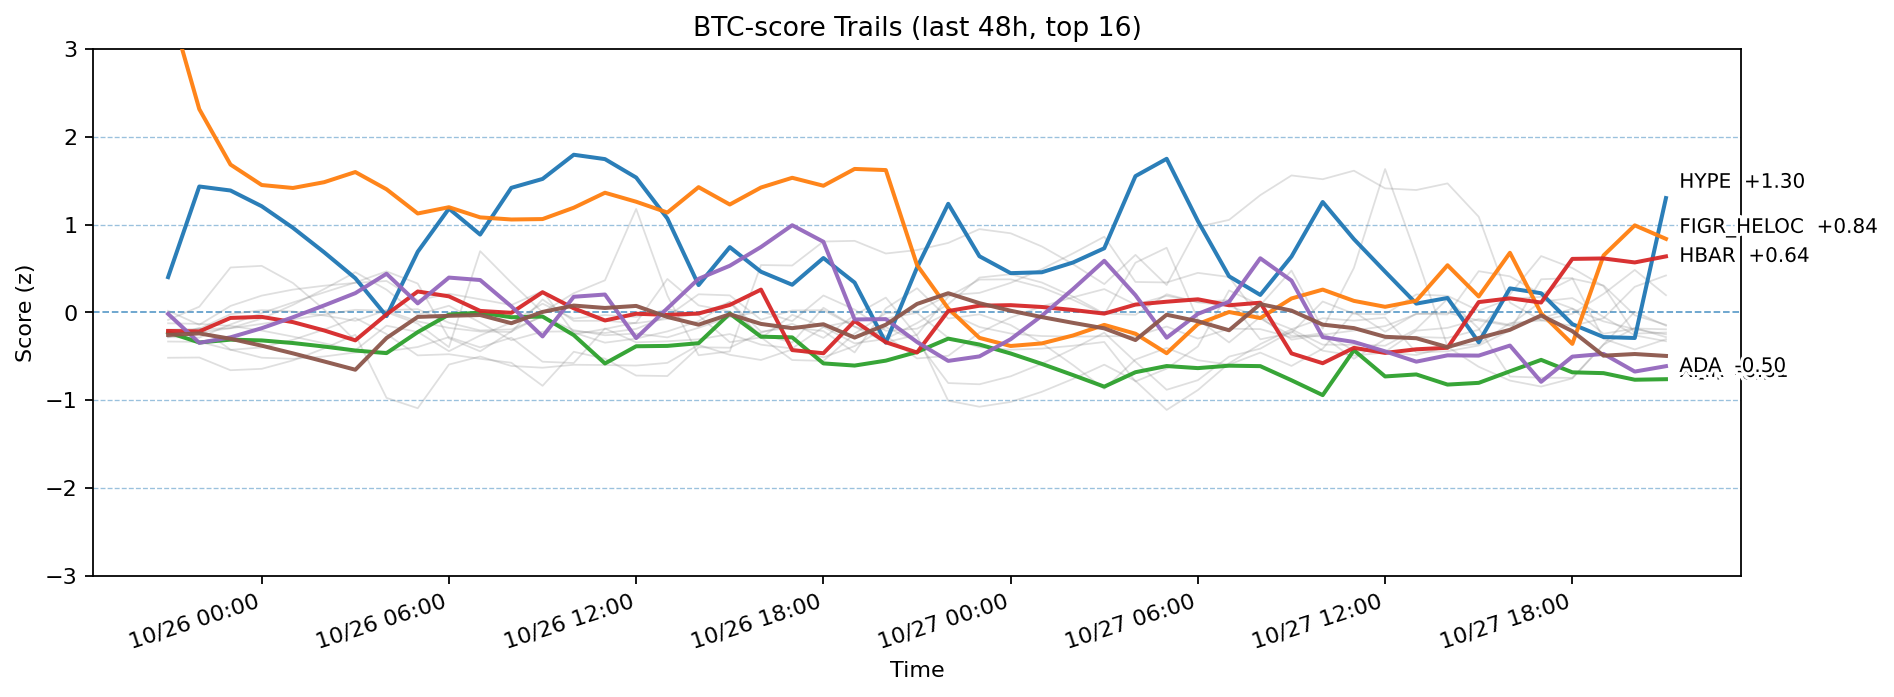 BTC-score Trails (last 48h, top 16)
Score (z)
3
2
1
0
−1
−2
−3
HYPE +1.30
FIGR_HELOC +0.84
HBAR +0.64
ADA -0.50
10/26 00:00
10/26 06:00
10/26 12:00
10/26 18:00
10/27 00:00
10/27 06:00
10/27 12:00
10/27 18:00
Time